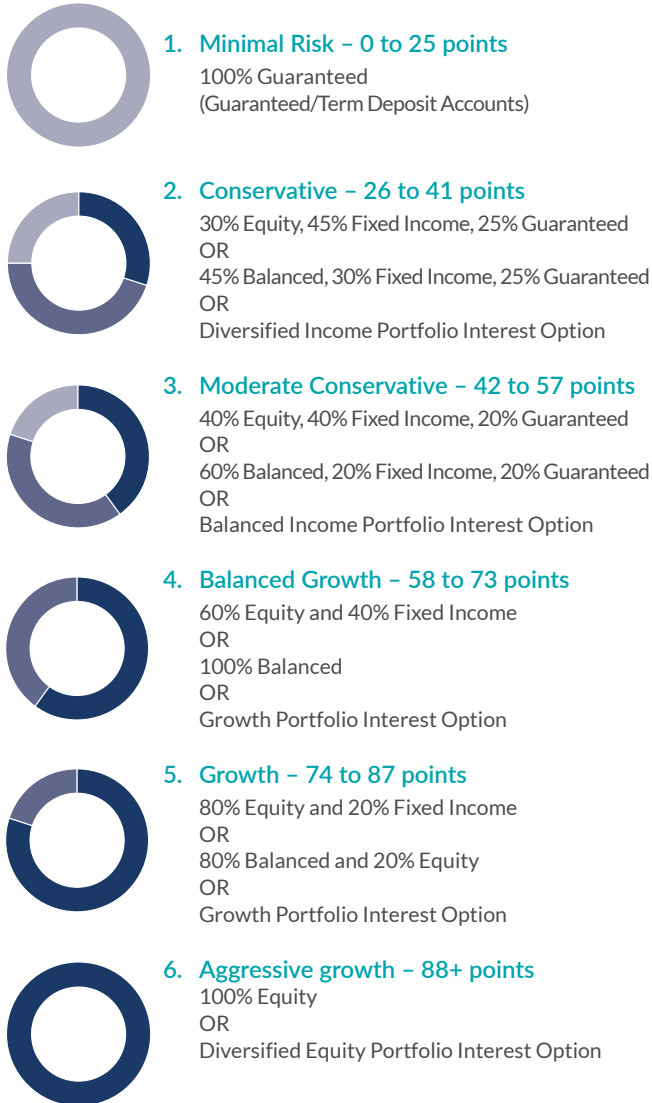 1. Minimal Risk – 0 to 25 points
100% Guaranteed
(Guaranteed/Term Deposit Accounts)
2. Conservative – 26 to 41 points
30% Equity, 45% Fixed Income, 25% Guaranteed
OR
45% Balanced, 30% Fixed Income, 25% Guaranteed
OR
Diversified Income Portfolio Interest Option
3. Moderate Conservative – 42 to 57 points
40% Equity, 40% Fixed Income, 20% Guaranteed
OR
60% Balanced, 20% Fixed Income, 20% Guaranteed
OR
Balanced Income Portfolio Interest Option
4. Balanced Growth – 58 to 73 points
60% Equity and 40% Fixed Income
OR
100% Balanced
OR
Growth Portfolio Interest Option
5. Growth – 74 to 87 points
80% Equity and 20% Fixed Income
OR
80% Balanced and 20% Equity
OR
Growth Portfolio Interest Option
6. Aggressive growth – 88+ points
100% Equity
OR
Diversified Equity Portfolio Interest Option